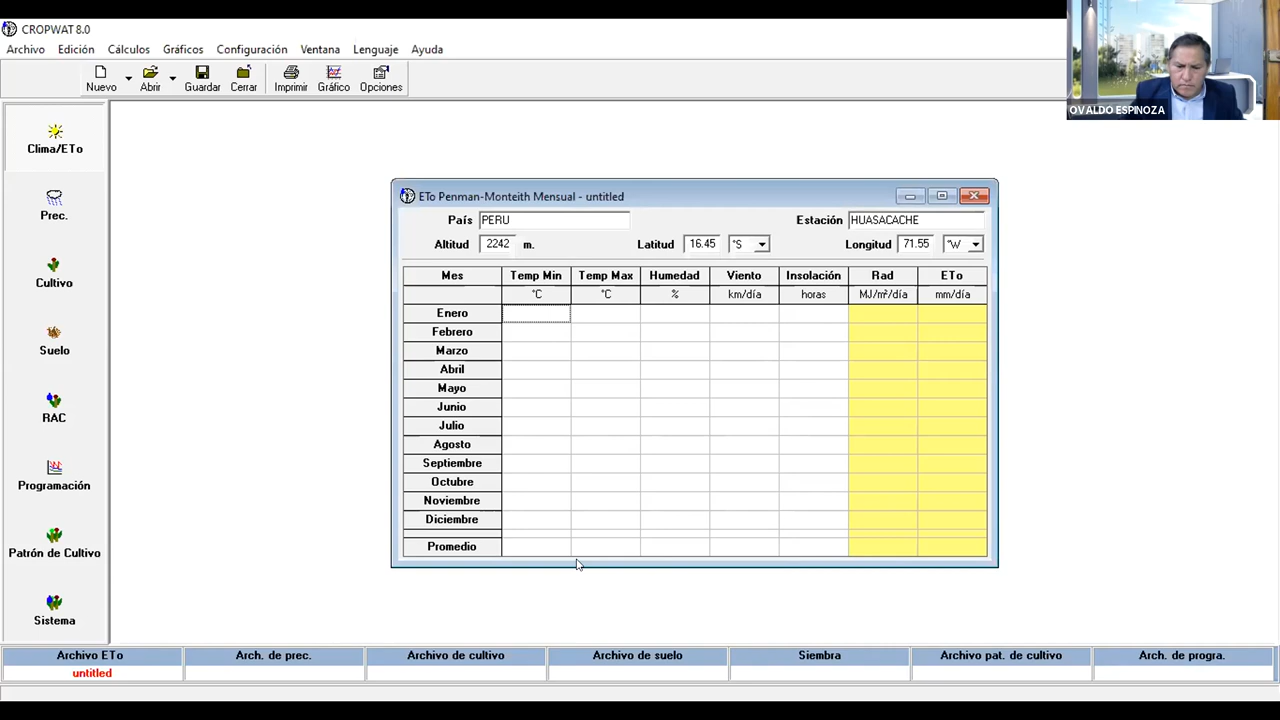 CROPWAT 8.0
Archivo Edición Cálculos Gráficos Configuración Ventana Lenguaje Ayuda
Nuevo Abrir Guardar Cerrar Imprimir Gráfico Opciones
OVALDO ESPINOZA
Clima/ETo
Prec.
Cultivo
Suelo
RAC
Programación
Patrón de Cultivo
Sistema
ETo Penman-Monteith Mensual - untitled
País PERU Estación HUASACACHE
Altitud 2242 m. Latitud 16.45 °S Longitud 71.55 °W
Mes Temp Min Temp Max Humedad Viento Insolación Rad ETo
°C °C % km/día horas MJ/m²/día mm/día
Enero
Febrero
Marzo
Abril
Mayo
Junio
Julio
Agosto
Septiembre
Octubre
Noviembre
Diciembre
Promedio
Archivo ETo Arch. de prec. Archivo de cultivo Archivo de suelo Siembra Archivo pat. de cultivo Arch. de progra.
untitled